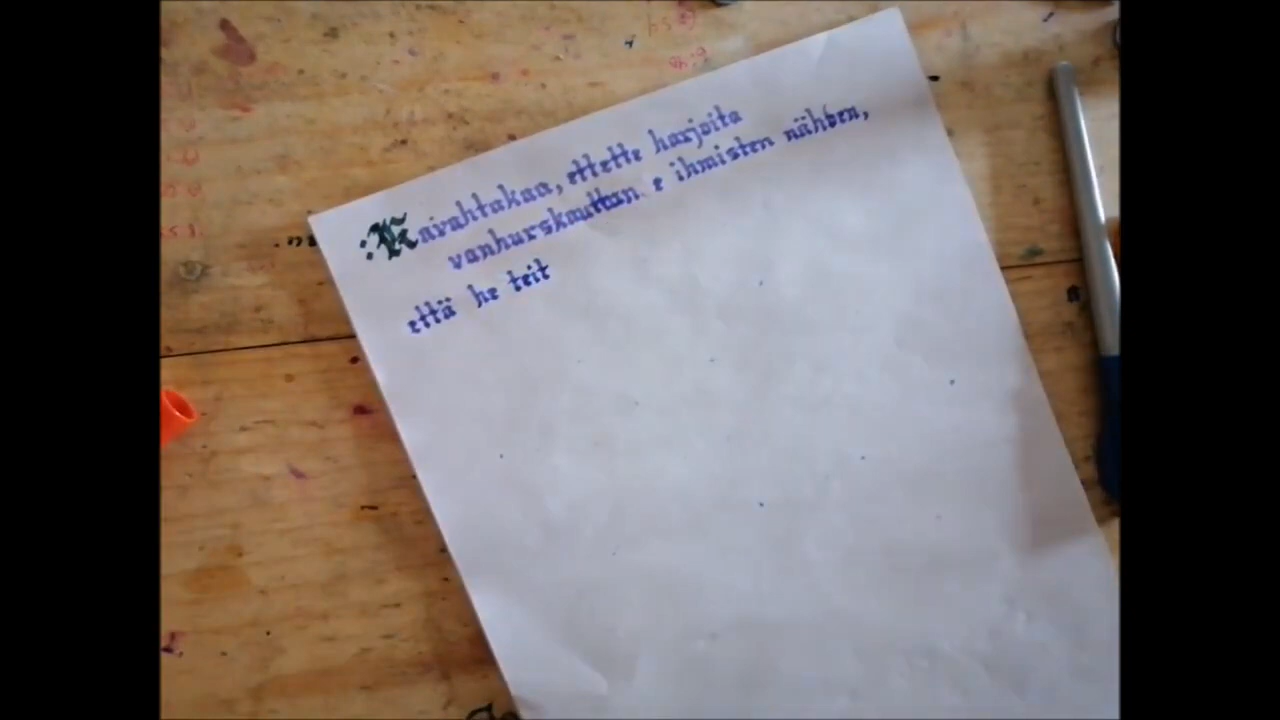 Kavahtakaa, ettette harjoita
vanhurskauttan e ihmisten nähden,
että he teit